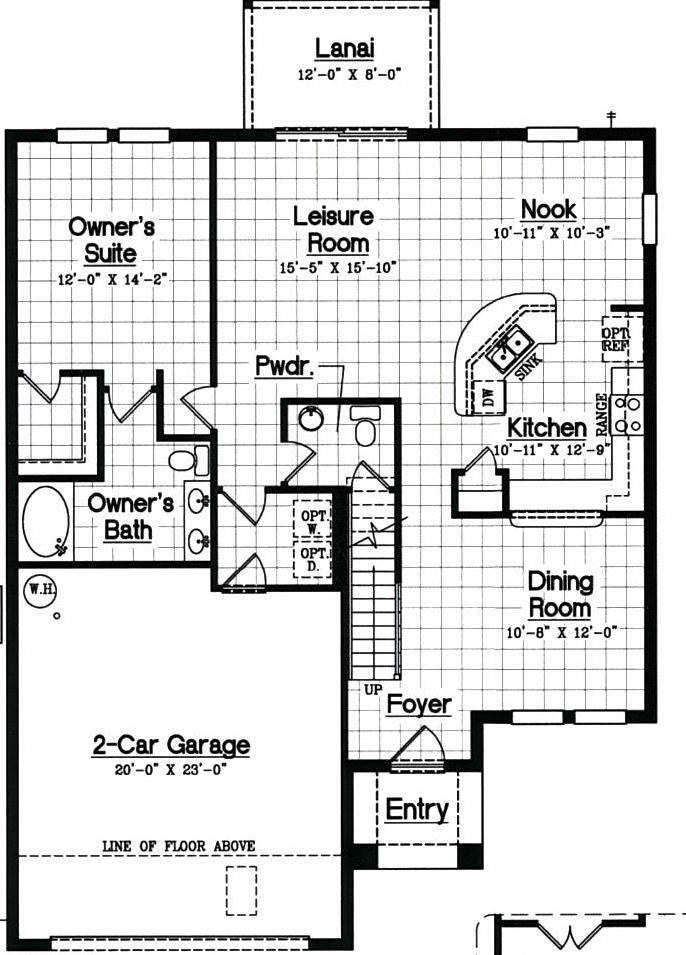 Lanai
12'-0" X 8'-0"
Owner's
Suite
12'-0" X 14'-2"
Leisure
Room
15'-5" X 15'-10"
Nook
10'-11" X 10'-3"
OPT.
REF.
SINK
DW
RANGE
Pwdr.
Kitchen
10'-11" X 12'-9"
Owner's
Bath
OPT.
W.
OPT.
D.
W.H.
Dining
Room
10'-8" X 12'-0"
UP
Foyer
2-Car Garage
20'-0" X 23'-0"
Entry
LINE OF FLOOR ABOVE